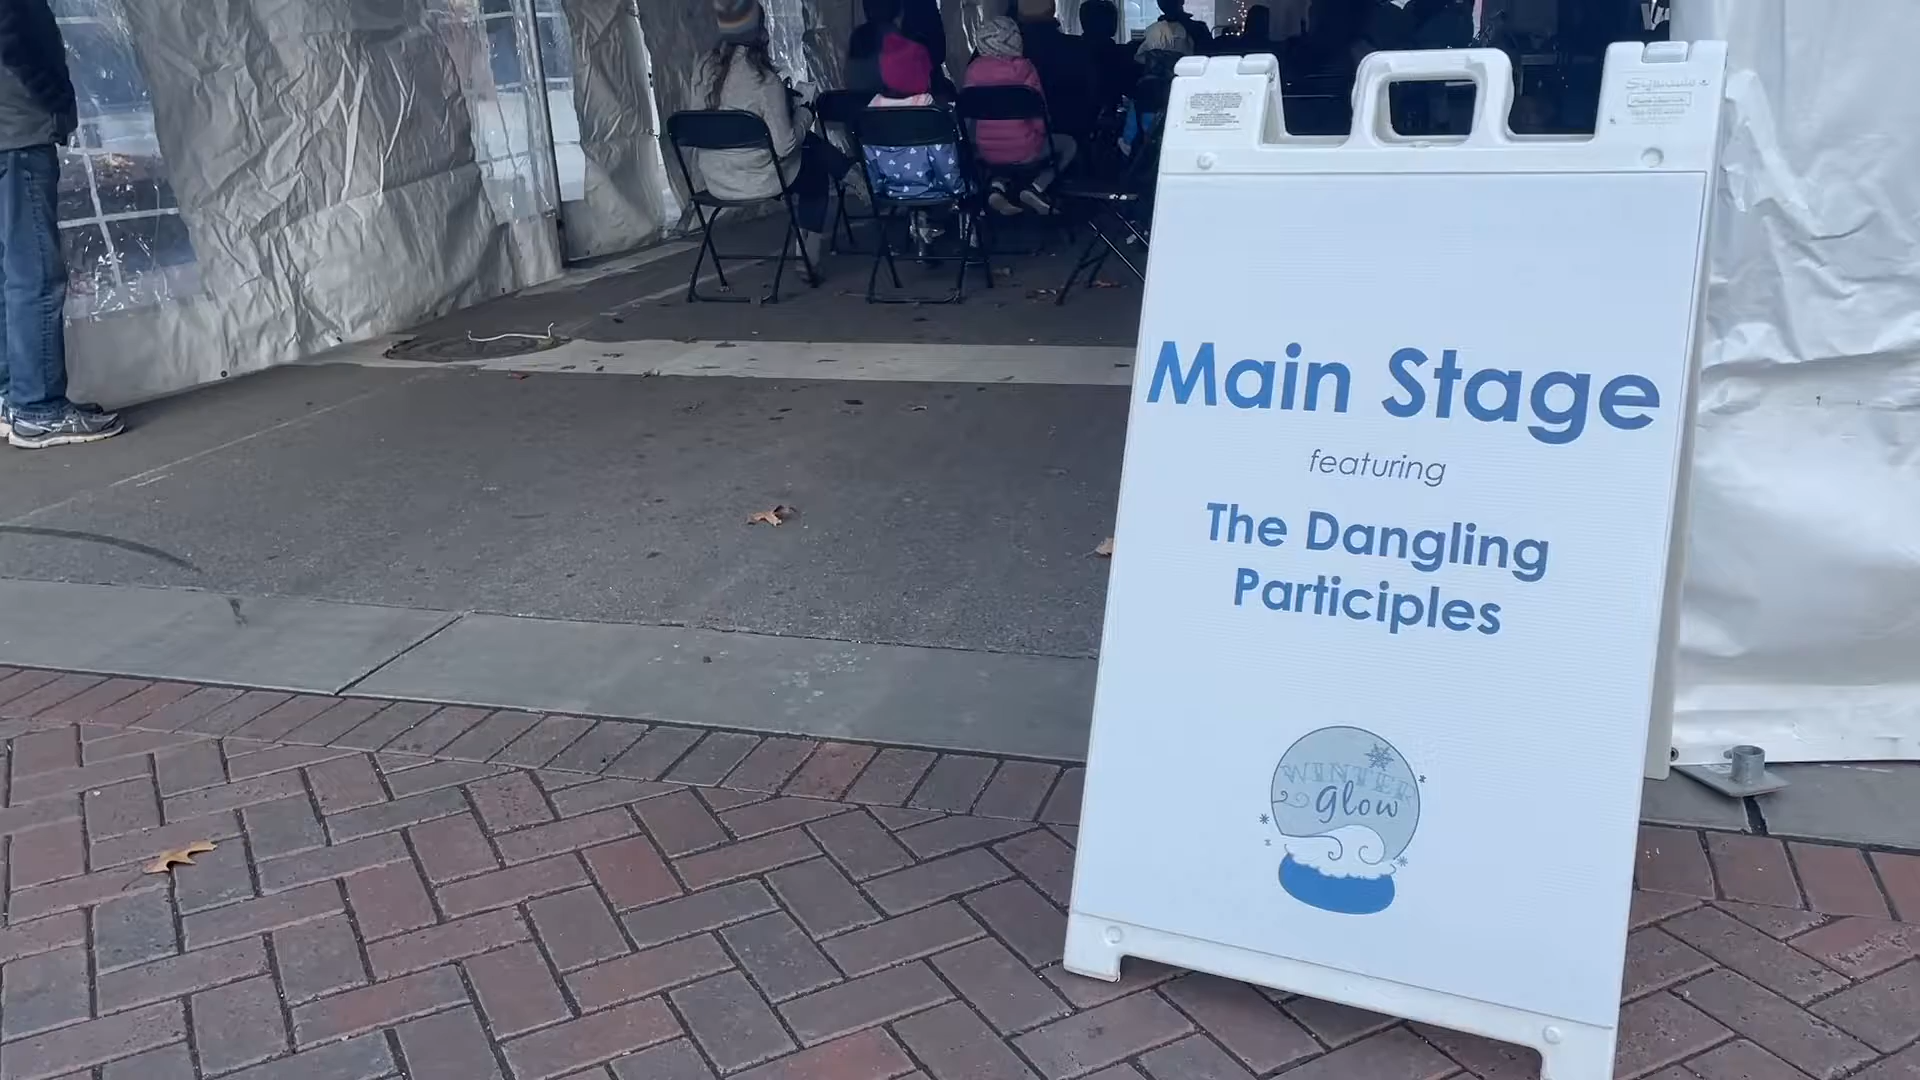 Main Stage
featuring
The Dangling
Participles
WINTER
Glow